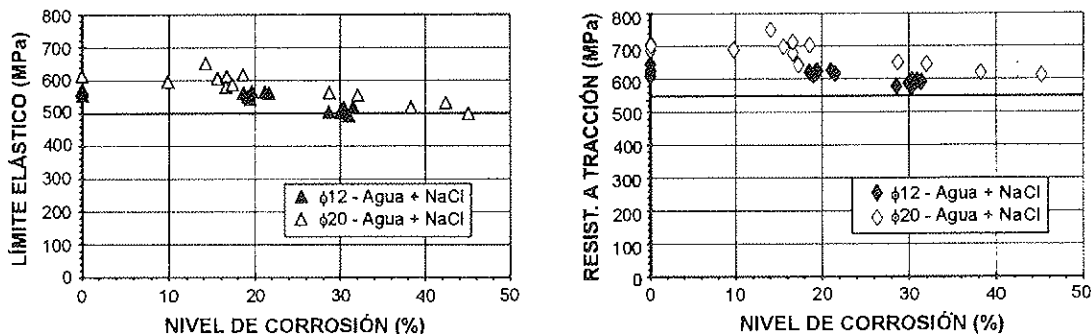 LÍMITE ELÁSTICO (MPa)
800
700
600
500
400
300
200
100
0
0 10 20 30 40 50
NIVEL DE CORROSIÓN (%)
ϕ12 - Agua + NaCl
ϕ20 - Agua + NaCl
RESIST. A TRACCIÓN (MPa)
800
700
600
500
400
300
200
100
0
0 10 20 30 40 50
NIVEL DE CORROSIÓN (%)
ϕ12 - Agua + NaCl
ϕ20 - Agua + NaCl